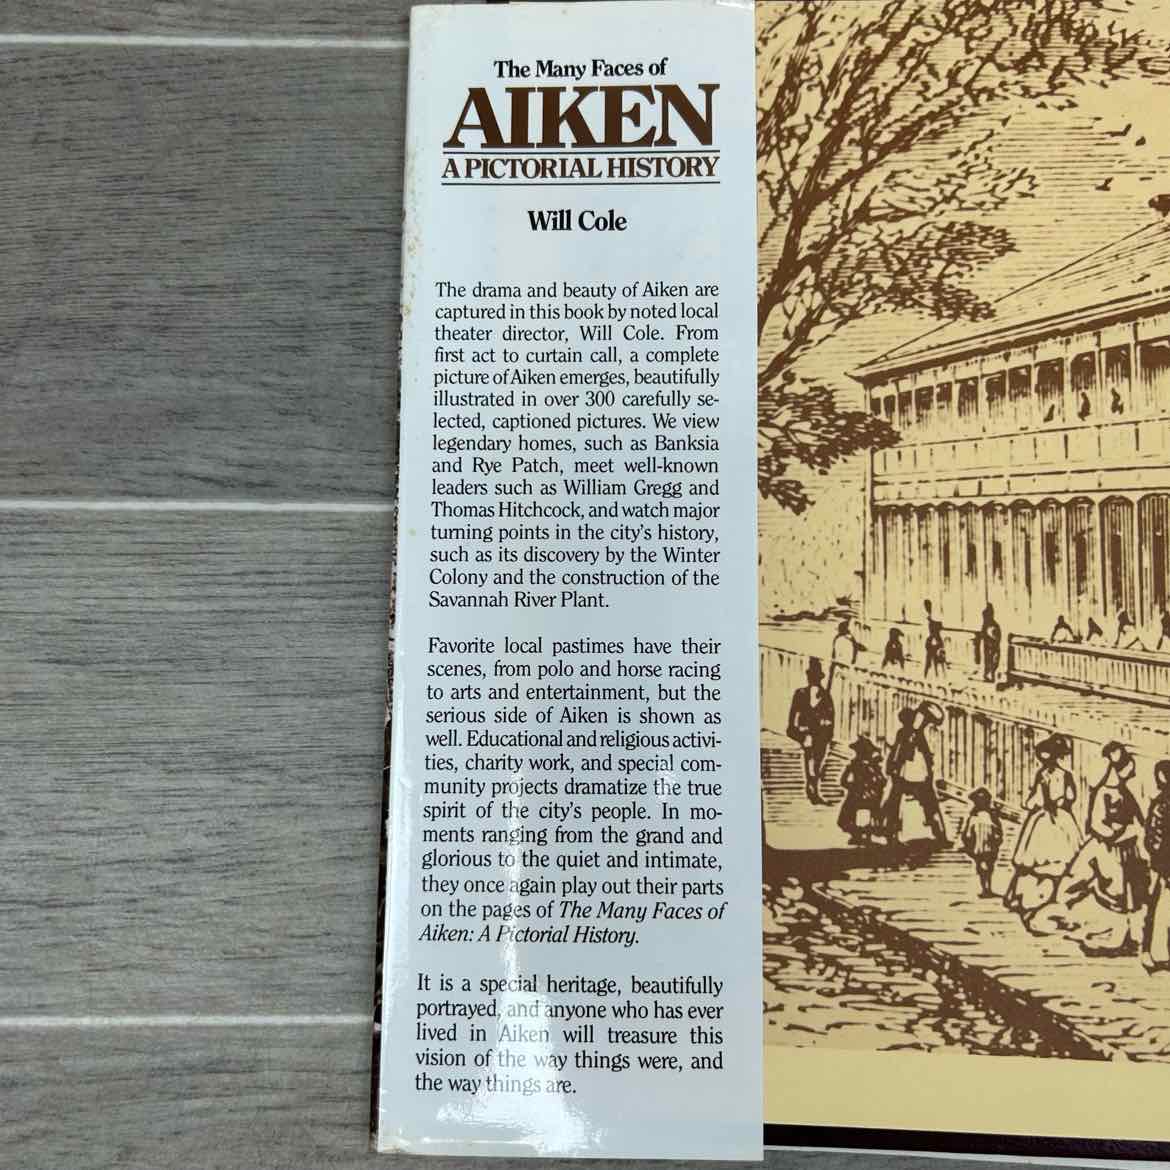 The Many Faces of
AIKEN
A PICTORIAL HISTORY
Will Cole
The drama and beauty of Aiken are
captured in this book by noted local
theater director, Will Cole. From
first act to curtain call, a complete
picture of Aiken emerges, beautifully
illustrated in over 300 carefully se-
lected, captioned pictures. We view
legendary homes, such as Banksia
and Rye Patch, meet well-known
leaders such as William Gregg and
Thomas Hitchcock, and watch major
turning points in the city's history,
such as its discovery by the Winter
Colony and the construction of the
Savannah River Plant.
Favorite local pastimes have their
scenes, from polo and horse racing
to arts and entertainment, but the
serious side of Aiken is shown as
well. Educational and religious activi-
ties, charity work, and special com-
munity projects dramatize the true
spirit of the city's people. In mo-
ments ranging from the grand and
glorious to the quiet and intimate,
they once again play out their parts
on the pages of The Many Faces of
Aiken: A Pictorial History.
It is a special heritage, beautifully
portrayed, and anyone who has ever
lived in Aiken will treasure this
vision of the way things were, and
the way things are.